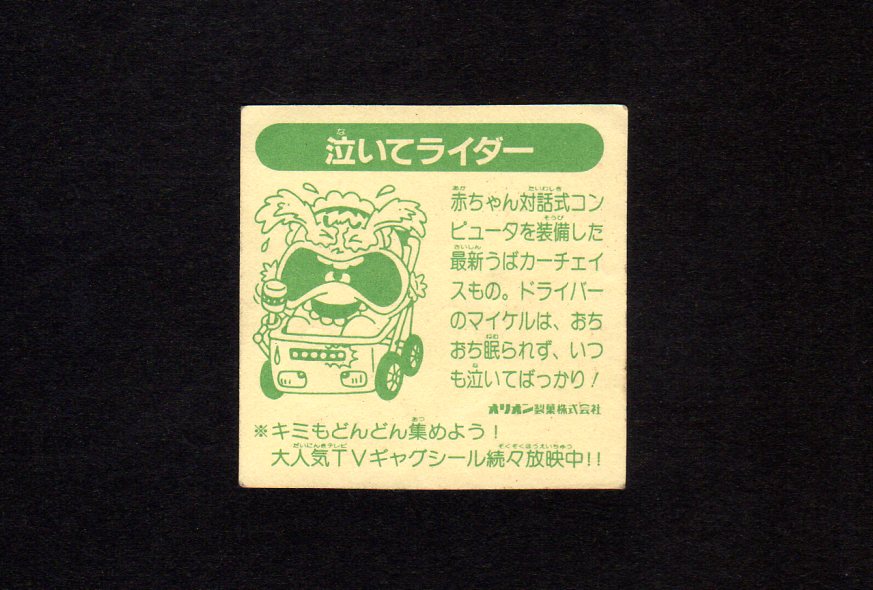 泣いてライダー
赤ちゃん対話式コン
ピュータを装備した
最新うばカーチェイ
スもの。ドライバー
のマイケルは、おち
おち眠られず、いつ
も泣いてばっかり!
オリオン製菓株式会社
※キミもどんどん集めよう!
大人気TVギャグシール続々放映中!!